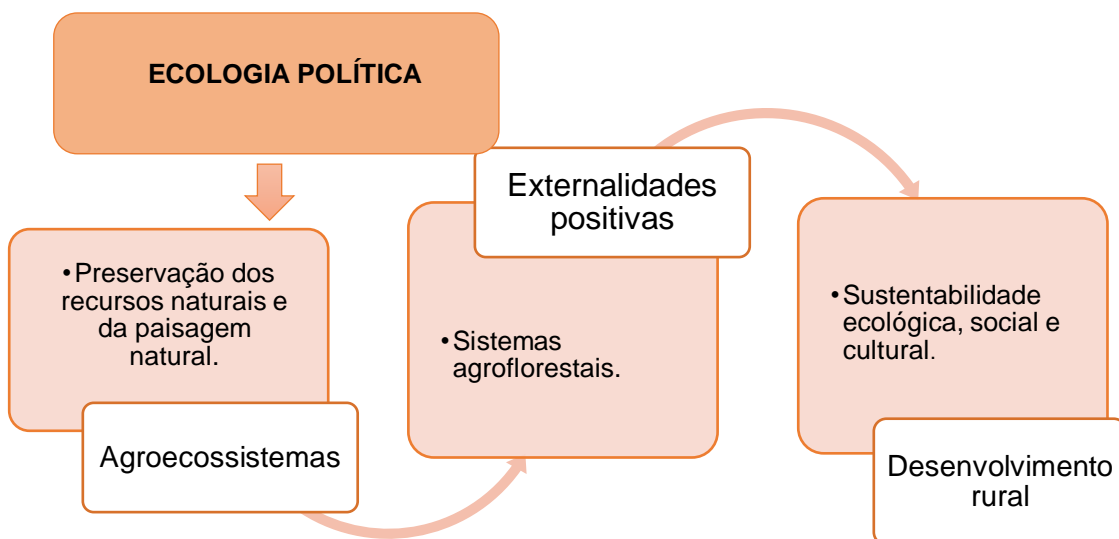 ECOLOGIA POLÍTICA
•Preservação dos
recursos naturais e
da paisagem
natural.
Agroecossistemas
Externalidades
positivas
•Sistemas
agroflorestais.
•Sustentabilidade
ecológica, social e
cultural.
Desenvolvimento
rural